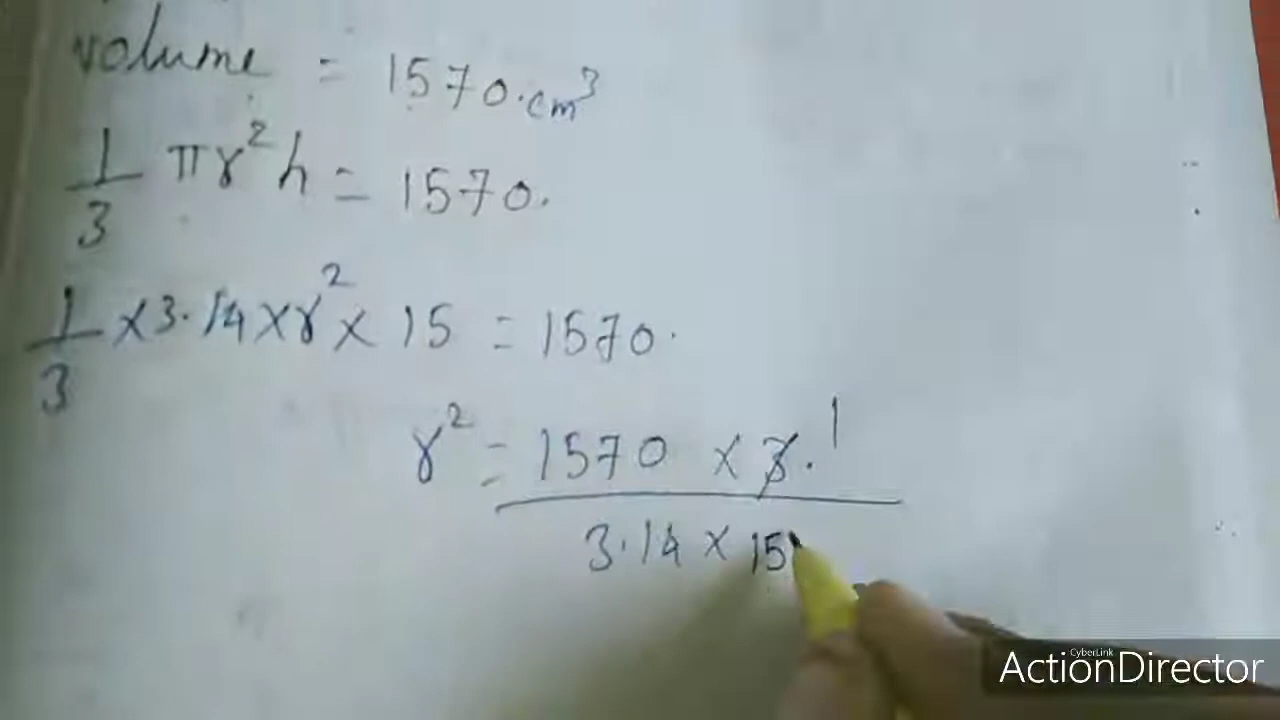 volume = 1570.cm³
1/3 πr²h = 1570.
1/3 × 3.14 × r² × 15 = 1570.
r² = 1570 × 3. 1
3.14 × 15
CyberLink
ActionDirector